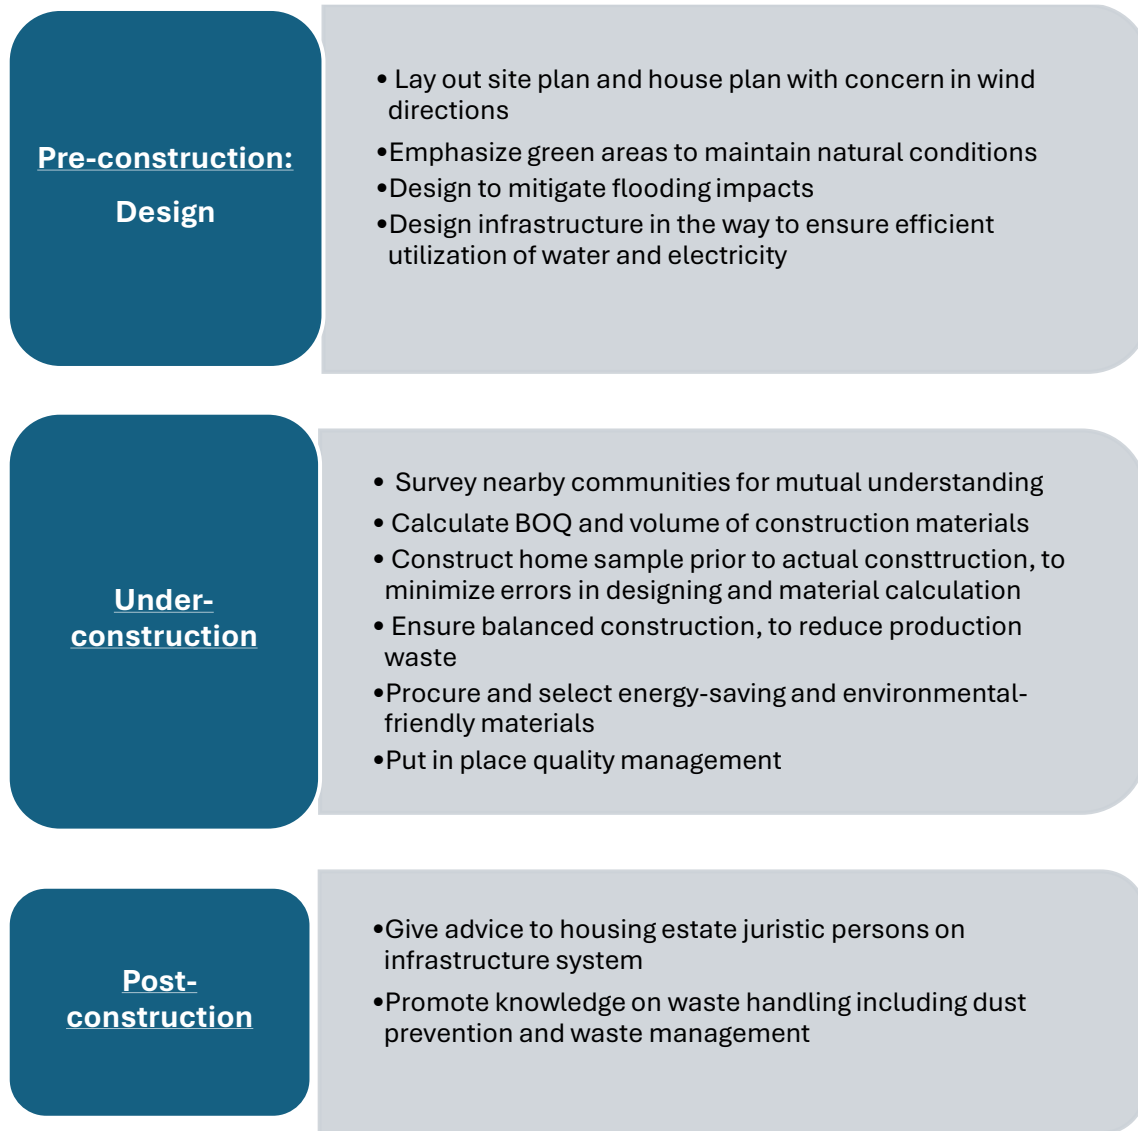 Pre-construction:
Design
• Lay out site plan and house plan with concern in wind
directions
•Emphasize green areas to maintain natural conditions
•Design to mitigate flooding impacts
•Design infrastructure in the way to ensure efficient
utilization of water and electricity
Under-
construction
• Survey nearby communities for mutual understanding
• Calculate BOQ and volume of construction materials
• Construct home sample prior to actual consttruction, to
minimize errors in designing and material calculation
• Ensure balanced construction, to reduce production
waste
•Procure and select energy-saving and environmental-
friendly materials
•Put in place quality management
Post-
construction
•Give advice to housing estate juristic persons on
infrastructure system
•Promote knowledge on waste handling including dust
prevention and waste management